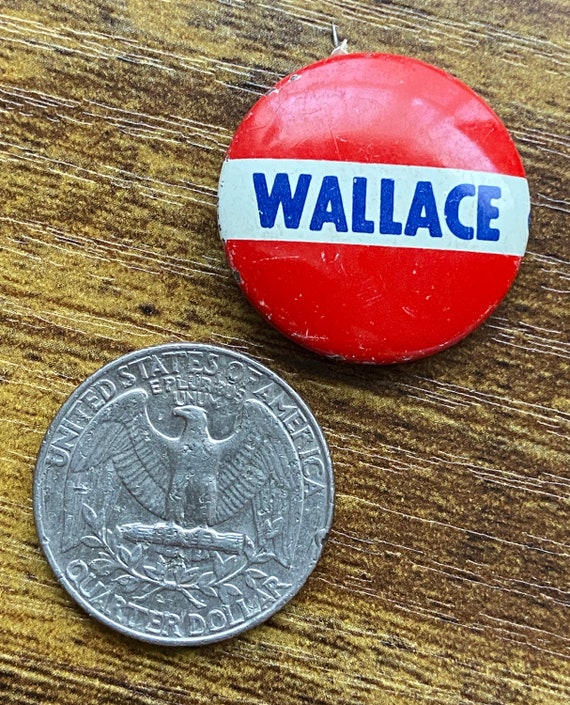 WALLACE
UNITED STATES OF AMERICA
E PLURIBUS
UNUM
QUARTER DOLLAR